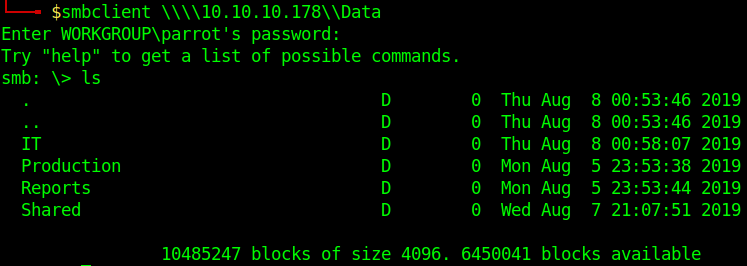 $smbclient \\\\10.10.10.178\\Data
Enter WORKGROUP\parrot's password:
Try "help" to get a list of possible commands.
smb: \> ls
. D 0 Thu Aug 8 00:53:46 2019
.. D 0 Thu Aug 8 00:53:46 2019
IT D 0 Thu Aug 8 00:58:07 2019
Production D 0 Mon Aug 5 23:53:38 2019
Reports D 0 Mon Aug 5 23:53:44 2019
Shared D 0 Wed Aug 7 21:07:51 2019
10485247 blocks of size 4096. 6450041 blocks available